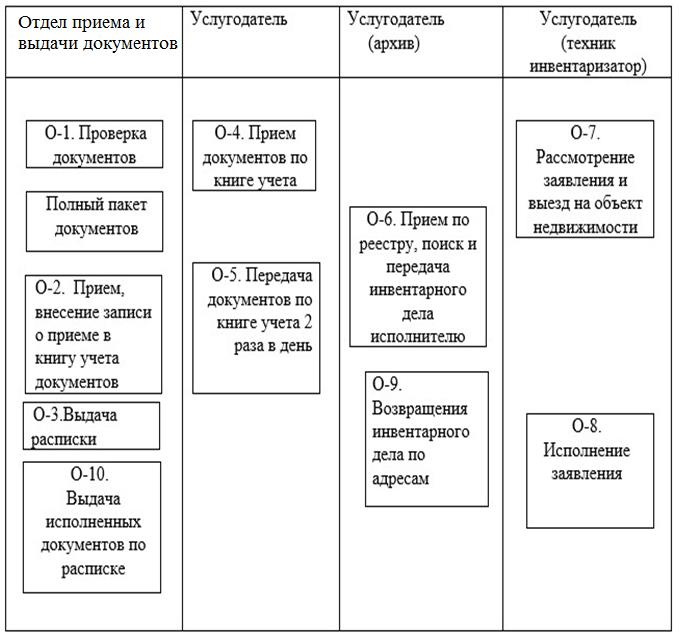 Отдел приема и
выдачи документов
Услугодатель
Услугодатель
(архив)
Услугодатель
(техник
инвентаризатор)
О-1. Проверка
документов
Полный пакет
документов
О-2. Прием,
внесение записи
о приеме в
книгу учета
документов
О-3.Выдача
расписки
О-10.
Выдача
исполненных
документов по
расписке
О-4. Прием
документов по
книге учета
О-5. Передача
документов по
книге учета 2
раза в день
О-6. Прием по
реестру, поиск и
передача
инвентарного
дела
исполнителю
О-9.
Возвращения
инвентарного
дела по
адресам
О-7.
Рассмотрение
заявления и
выезд на объект
недвижимости
О-8.
Исполнение
заявления